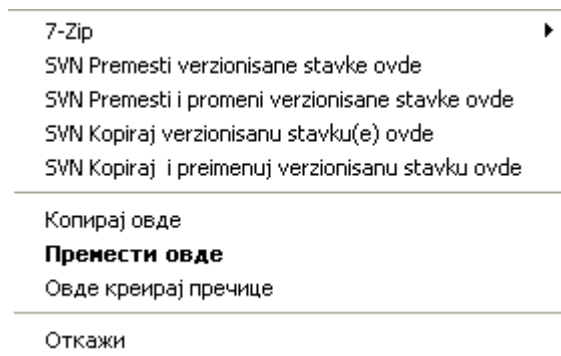 7-Zip
SVN Premesti verzionisane stavke ovde
SVN Premesti i promeni verzionisane stavke ovde
SVN Kopiraj verzionisanu stavku(e) ovde
SVN Kopiraj i preimenuj verzionisanu stavku ovde
Копирај овде
Премести овде
Овде креирај пречице
Откажи